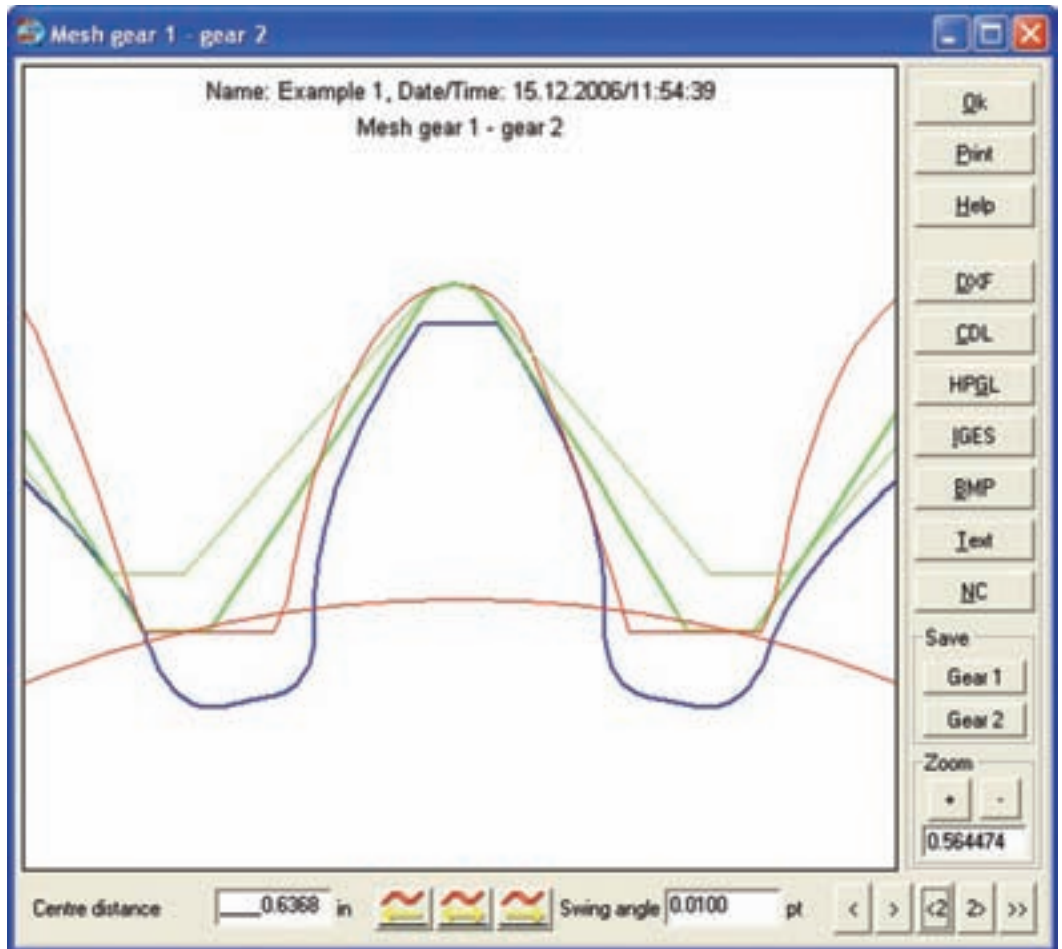 Mesh gear 1 - gear 2
Name: Example 1, Date/Time: 15.12.2006/11:54:39
Mesh gear 1 - gear 2
Ok
Print
Help
DXF
CDL
HPGL
IGES
BMP
Text
NC
Save
Gear 1
Gear 2
Zoom
+ -
0.564474
Centre distance ___0.6368 in Swing angle 0.0100 pt < > <2 2> >>